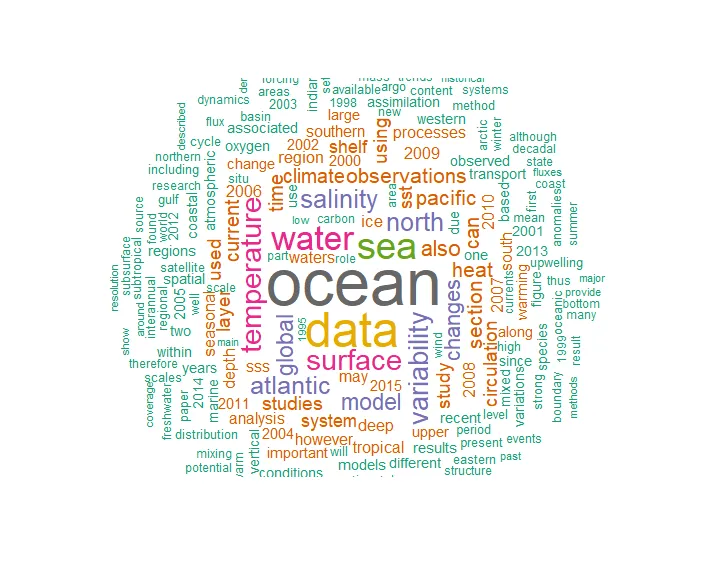 forcing
mass
trends
historical
der
areas
set
available
argo
content
systems
dynamics
2003
indian
1998
assimilation
method
described
flux
basin
large
new
western
cycle
associated
southern
using
processes
arctic
winter
although
decadal
northern
oxygen
2002
shelf
2009
observed
state
including
atmospheric
change
region
2000
transport
fluxes
research
situ
climate
observations
based
first
coast
gulf
coastal
2006
time
use
salinity
area
sst
pacific
2010
mean
anomalies
summer
source
found
world
2012
current
low
carbon
ice
north
due
can
2001
regions
used
temperature
water
sea
also
one
south
2013
subsurface
subtropical
satellite
part
waters
role
heat
upwelling
resolution
interannual
regional
2005
spatial
scale
ocean
section
2007
warming
currents
figure
thus
major
provide
well
layer
seasonal
global
1995
data
variability
changes
wind
circulation
along
oceanic
bottom
many
show
around
two
main
high
1999
therefore
within
depth
sss
surface
study
2008
since
species
result
scales
years
atlantic
may
2015
mixed
variations
strong
boundary
methods
coverage
freshwater
paper
2014
marine
2011
studies
model
recent
level
distribution
analysis
system
deep
upper
period
events
mixing
vertical
2004
however
tropical
results
present
past
potential
warm
important
will
models
different
eastern
structure
conditions